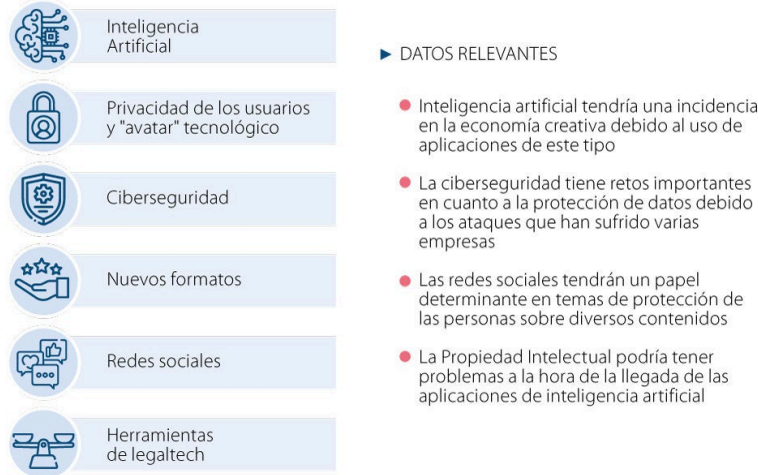 Inteligencia
Artificial
Privacidad de los usuarios
y "avatar" tecnológico
Ciberseguridad
Nuevos formatos
Redes sociales
Herramientas
de legaltech
DATOS RELEVANTES
Inteligencia artificial tendría una incidencia
en la economía creativa debido al uso de
aplicaciones de este tipo
La ciberseguridad tiene retos importantes
en cuanto a la protección de datos debido
a los ataques que han sufrido varias
empresas
Las redes sociales tendrán un papel
determinante en temas de protección de
las personas sobre diversos contenidos
La Propiedad Intelectual podría tener
problemas a la hora de la llegada de las
aplicaciones de inteligencia artificial